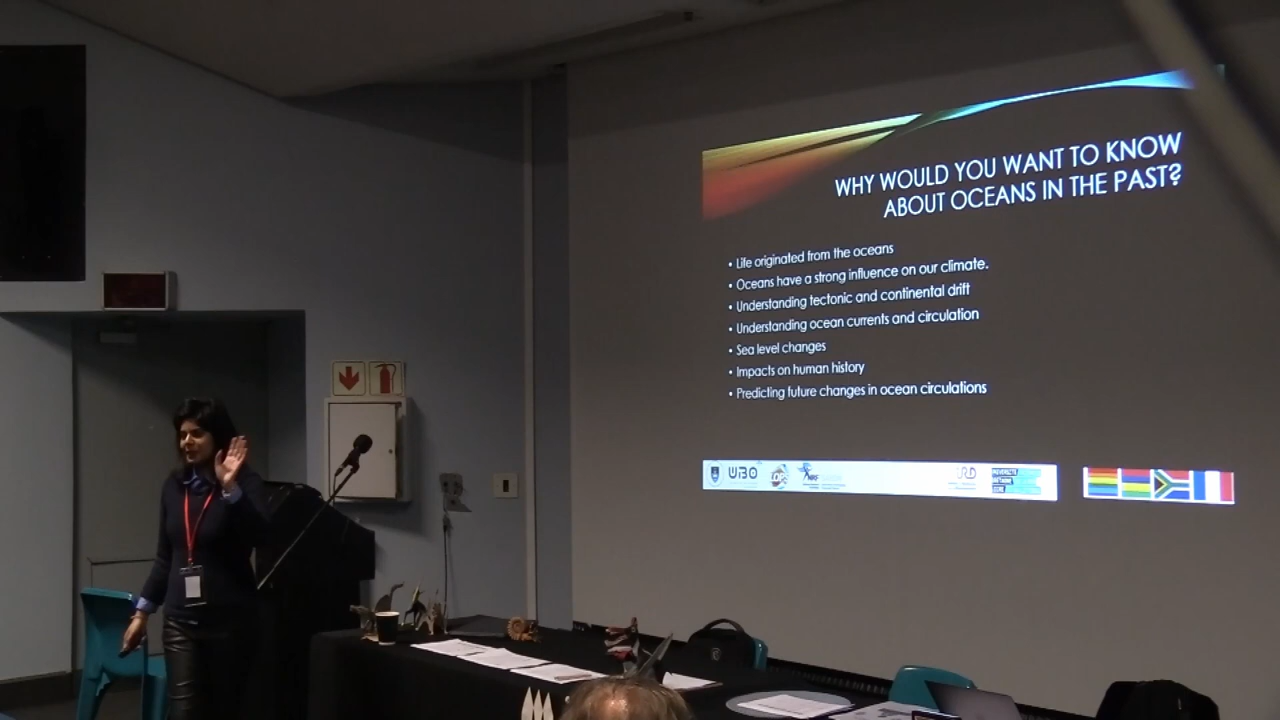 WHY WOULD YOU WANT TO KNOW
ABOUT OCEANS IN THE PAST?
• Life originated from the oceans
• Oceans have a strong influence on our climate.
• Understanding tectonic and continental drift
• Understanding ocean currents and circulation
• Sea level changes
• Impacts on human history
• Predicting future changes in ocean circulations
UBO
NRF
IRD